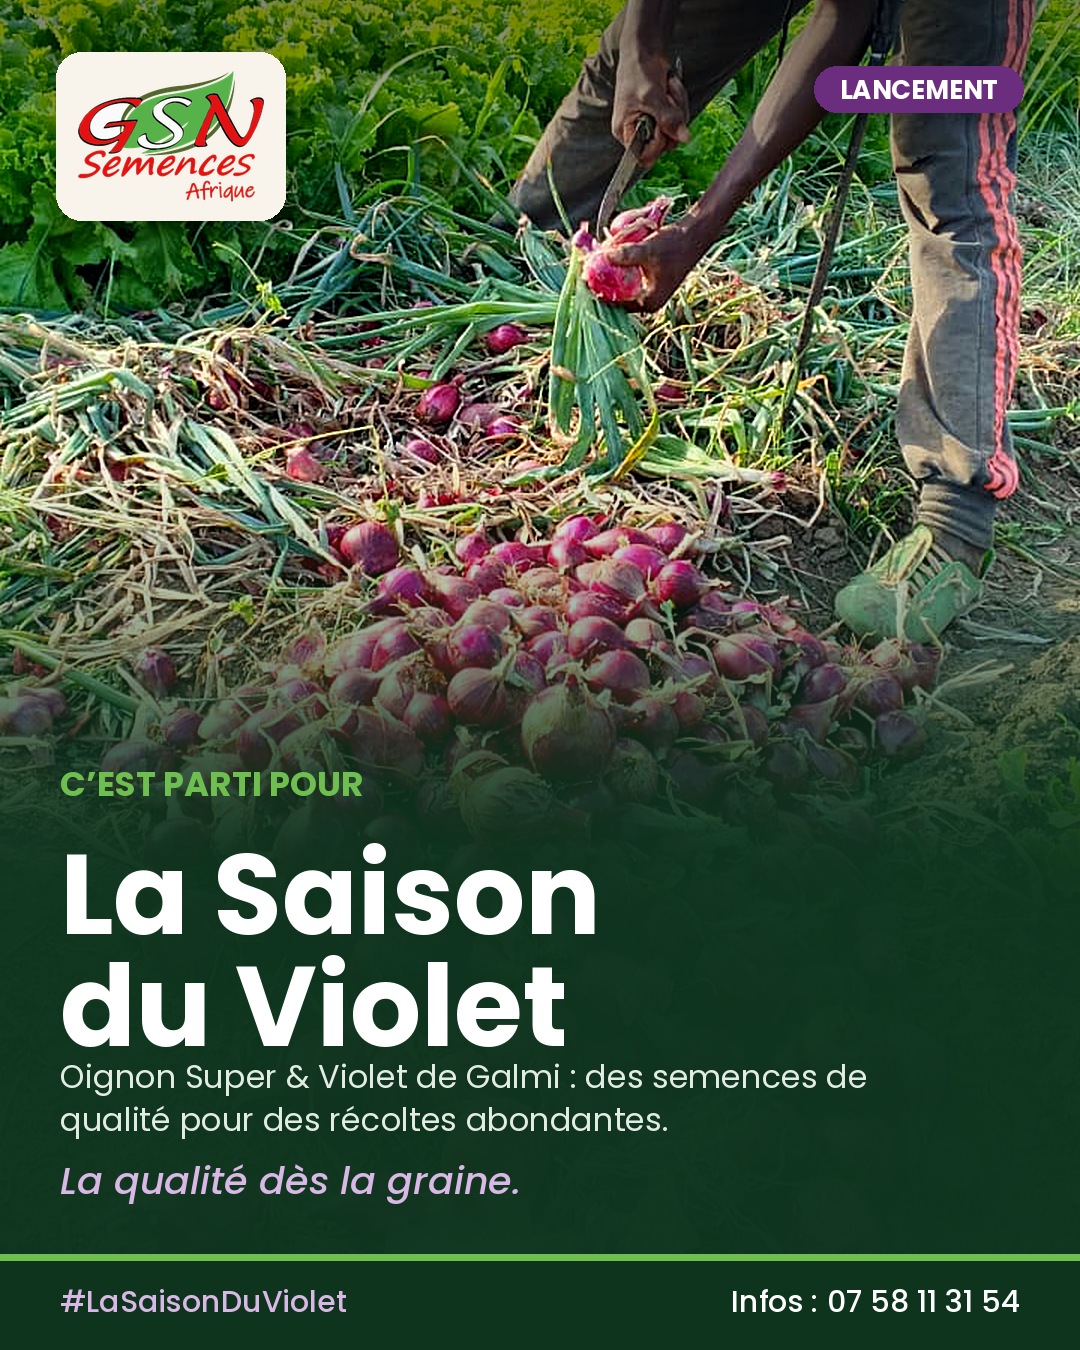 GSN
Semences
Afrique
LANCEMENT
C’EST PARTI POUR
La Saison
du Violet
Oignon Super & Violet de Galmi : des semences de
qualité pour des récoltes abondantes.
La qualité dès la graine.
#LaSaisonDuViolet
Infos : 07 58 11 31 54